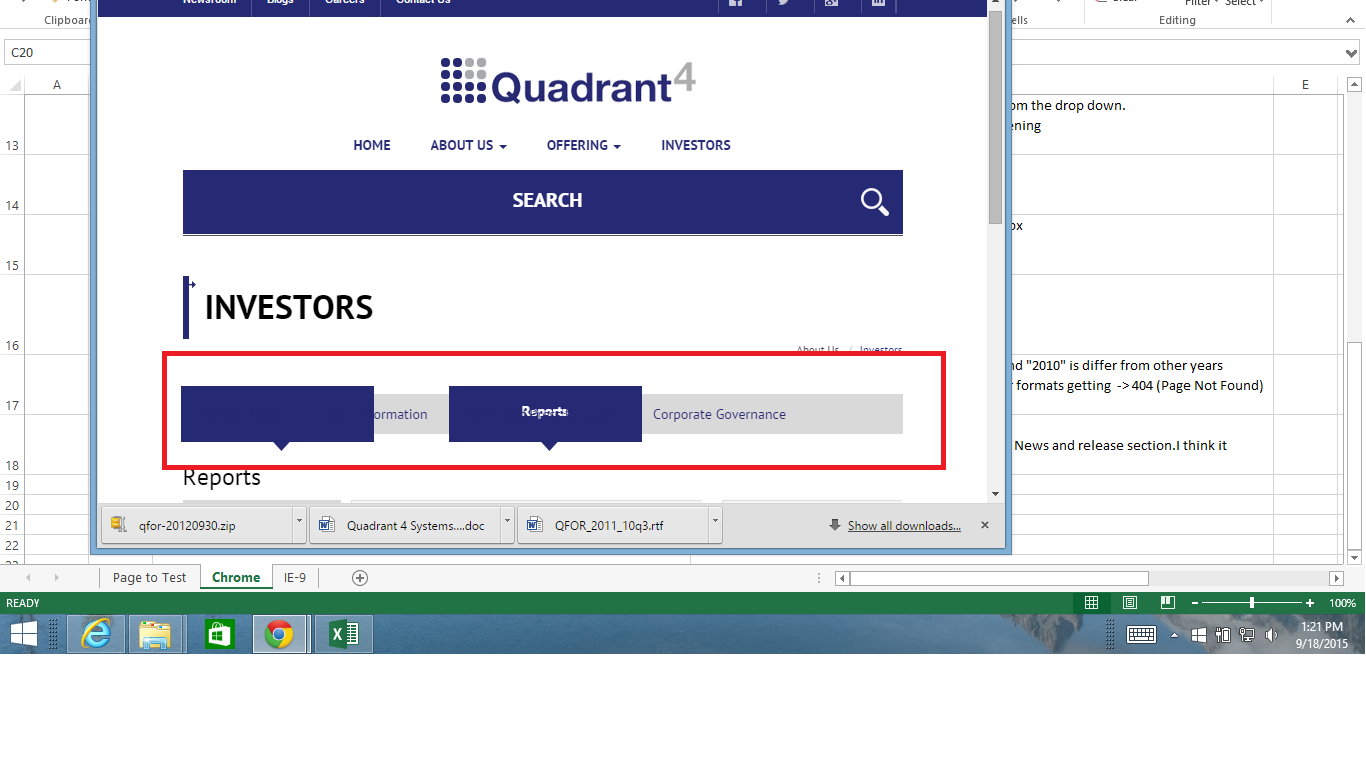 Newsroom Blogs Careers Contact Us
Clipboard
Filter Select
Editing
C20
A
E
Quadrant4
HOME ABOUT US OFFERING INVESTORS
SEARCH
INVESTORS
About Us / Investors
ormation
Reports
Corporate Governance
Reports
13
14
15
16
17
18
19
20
21
22
om the drop down.
ening
ox
nd "2010" is differ from other years
r formats getting -> 404 (Page Not Found)
News and release section.I think it
qfor-20120930.zip
Quadrant 4 Systems....doc
QFOR_2011_10q3.rtf
Show all downloads...
Page to Test Chrome IE-9
READY
100%
1:21 PM
9/18/2015